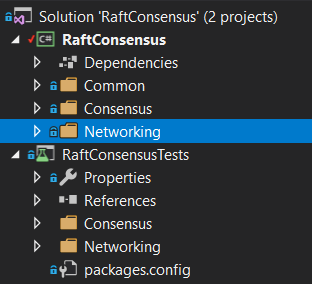 Solution 'RaftConsensus' (2 projects)
C# RaftConsensus
Dependencies
Common
Consensus
Networking
RaftConsensusTests
Properties
References
Consensus
Networking
packages.config